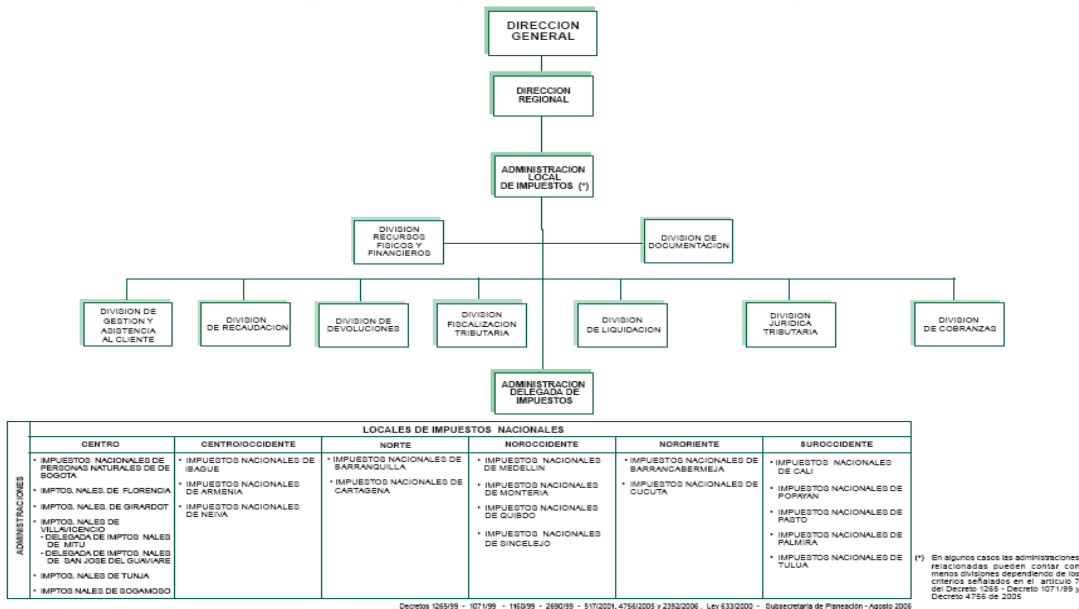 DIRECCION
GENERAL
DIRECCION
REGIONAL
ADMINISTRACION
LOCAL
DE IMPUESTOS (*)
DIVISION
RECURSOS
FISICOS Y
FINANCIEROS
DIVISION DE
DOCUMENTACION
DIVISION DE
GESTION Y
ASISTENCIA
AL CLIENTE
DIVISION
DE RECAUDACION
DIVISION DE
DEVOLUCIONES
DIVISION
FISCALIZACION
TRIBUTARIA
DIVISION
DE LIQUIDACION
DIVISION
JURIDICA
TRIBUTARIA
DIVISION
DE COBRANZAS
ADMINISTRACION
DELEGADA DE
IMPUESTOS
ADMINISTRACIONES
LOCALES DE IMPUESTOS NACIONALES
CENTRO
• IMPUESTOS NACIONALES DE
PERSONAS NATURALES DE DE
BOGOTA
• IMPTOS. NALES. DE FLORENCIA
• IMPTOS. NALES. DE GIRARDOT
• IMPTOS. NALES DE
VILLAVICENCIO
- DELEGADA DE IMPTOS NALES
DE MITU
- DELEGADA DE IMPTOS NALES
DE SAN JOSE DEL GUAVIARE
• IMPTOS. NALES DE TUNJA
• IMPTOS NALES DE SOGAMOSO
CENTRO/OCCIDENTE
• IMPUESTOS NACIONALES DE
IBAGUE
• IMPUESTOS NACIONALES
DE ARMENIA
• IMPUESTOS NACIONALES
DE NEIVA
NORTE
• IMPUESTOS NACIONALES DE
BARRANQUILLA
• IMPUESTOS NACIONALES DE
CARTAGENA
NOROCCIDENTE
• IMPUESTOS NACIONALES
DE MEDELLIN
• IMPUESTOS NACIONALES
DE MONTERIA
• IMPUESTOS NACIONALES
DE QUIBDO
• IMPUESTOS NACIONALES
DE SINCELEJO
NORORIENTE
• IMPUESTOS NACIONALES DE
BARRANCABERMEJA
• IMPUESTOS NACIONALES DE
CUCUTA
SUROCCIDENTE
• IMPUESTOS NACIONALES
DE CALI
• IMPUESTOS NACIONALES DE
POPAYAN
• IMPUESTOS NACIONALES DE
PASTO
• IMPUESTOS NACIONALES DE
PALMIRA
• IMPUESTOS NACIONALES DE
TULUA
(*) En algunos casos las administraciones
relacionadas pueden contar con
menos divisiones dependiendo de los
criterios señalados en el artículo 7
del Decreto 1265 - Decreto 1071/99 y
Decreto 4756 de 2005
Decretos 1265/99 - 1071/99 - 1160/99 - 2690/99 - 517/2001, 4756/2005 y 2392/2006 . Ley 633/2000 - Subsecretaría de Planeación - Agosto 2006